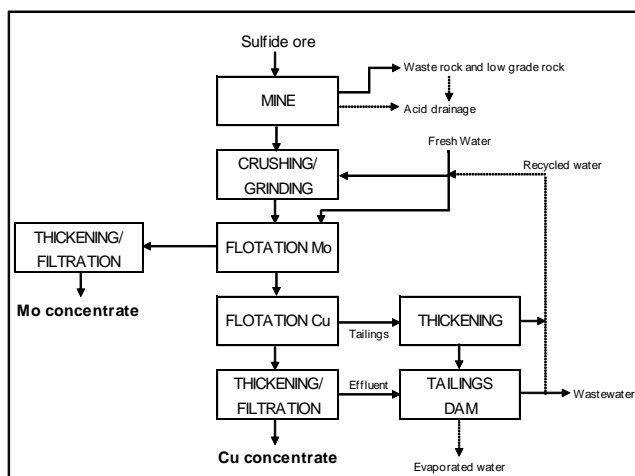 Sulfide ore
Waste rock and low grade rock
MINE
Acid drainage
Fresh Water
CRUSHING/
GRINDING
Recycled water
THICKENING/
FILTRATION
FLOTATION Mo
Mo concentrate
FLOTATION Cu
Tailings
THICKENING
THICKENING/
FILTRATION
Effluent
TAILINGS
DAM
Wastewater
Cu concentrate
Evaporated water